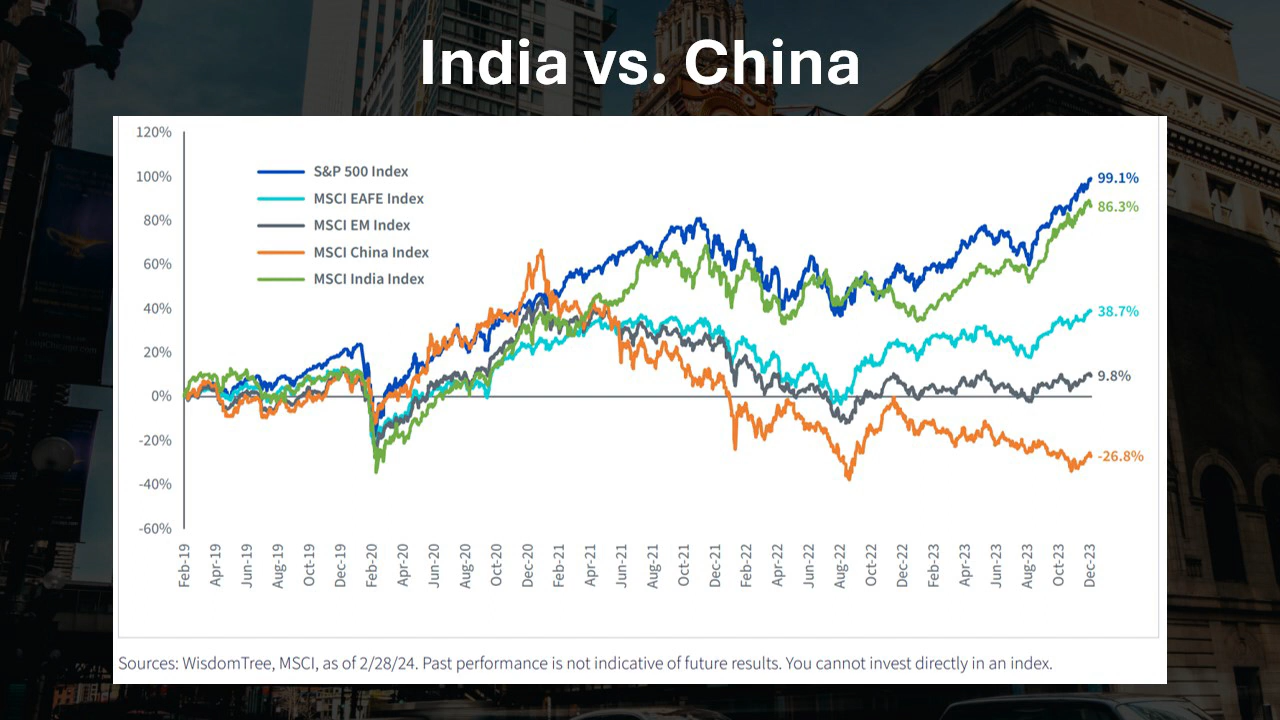 India vs. China
120%
100%
80%
60%
40%
20%
0%
-20%
-40%
-60%
S&P 500 Index
MSCI EAFE Index
MSCI EM Index
MSCI China Index
MSCI India Index
99.1%
86.3%
38.7%
9.8%
-26.8%
Feb-19
Apr-19
Jun-19
Aug-19
Oct-19
Dec-19
Feb-20
Apr-20
Jun-20
Aug-20
Oct-20
Dec-20
Feb-21
Apr-21
Jun-21
Aug-21
Oct-21
Dec-21
Feb-22
Apr-22
Jun-22
Aug-22
Oct-22
Dec-22
Feb-23
Apr-23
Jun-23
Aug-23
Oct-23
Dec-23
Sources: WisdomTree, MSCI, as of 2/28/24. Past performance is not indicative of future results. You cannot invest directly in an index.